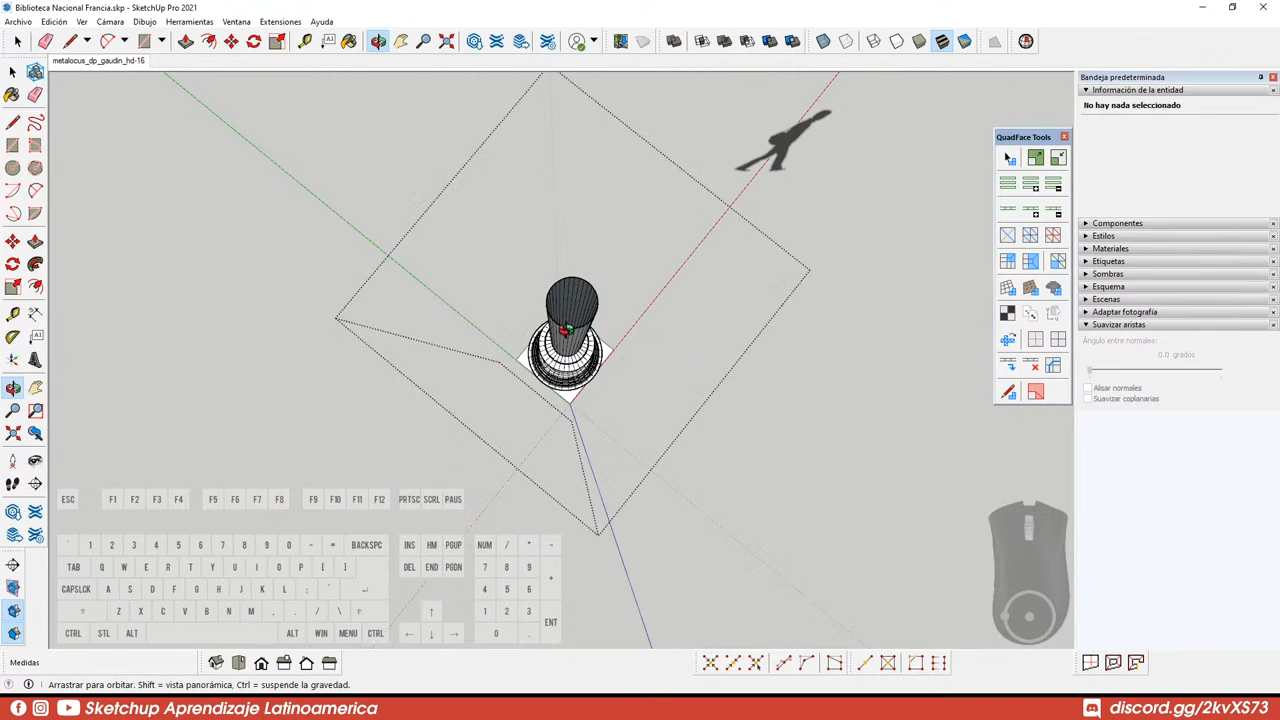 Biblioteca Nacional Francia.skp - SketchUp Pro 2021
Archivo Edición Ver Cámara Dibujo Herramientas Ventana Extensiones Ayuda
metalocus_dp_gaudin_hd-16
Bandeja predeterminada
Información de la entidad
No hay nada seleccionado
QuadFace Tools
Componentes
Estilos
Materiales
Etiquetas
Sombras
Esquema
Escenas
Adaptar fotografía
Suavizar aristas
Ángulo entre normales: 0.0 grados
Alisar normales
Suavizar coplanarias
ESC F1 F2 F3 F4 F5 F6 F7 F8 F9 F10 F11 F12 PRTSC SCRL PAUS
` 1 2 3 4 5 6 7 8 9 0 - = BACKSPC INS HM PGUP NUM / * -
TAB Q W E R T Y U I O P [ ] DEL END PGDN 7 8 9 +
CAPSLCK A S D F G H J K L ; ' 4 5 6
Z X C V B N M , . / \ ↑ 1 2 3 ENT
CTRL STL ALT ALT WIN MENU CTRL ← ↓ → 0 .
Medidas
Arrastrar para orbitar. Shift = vista panorámica, Ctrl = suspende la gravedad.
Sketchup Aprendizaje Latinoamerica
discord.gg/2kvXS73